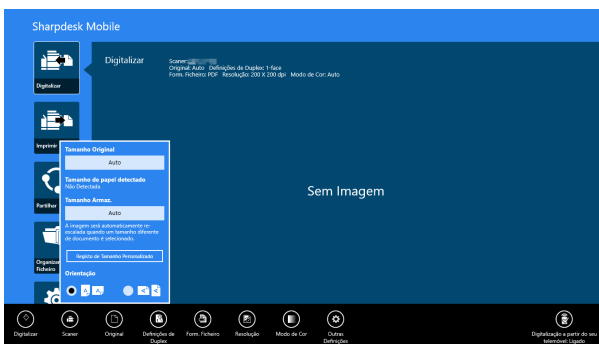 Sharpdesk Mobile
Digitalizar
Imprimir
Partilhar
Organizar
Ficheiro
Digitalizar
Scaner:
Original: Auto Definições de Duplex: 1-face
Form. Ficheiro: PDF Resolução: 200 X 200 dpi Modo de Cor: Auto
Sem Imagem
Tamanho Original
Auto
Tamanho de papel detectado
Não Detectada
Tamanho Armaz.
Auto
A imagem será automaticamente re-
escalada quando um tamanho diferente
de documento é selecionado.
Registo de Tamanho Personalizado
Orientação
Digitalizar
Scaner
Original
Definições de
Duplex
Form. Ficheiro
Resolução
Modo de Cor
Outras
Definições
Digitalização a partir do seu
telemóvel: Ligado